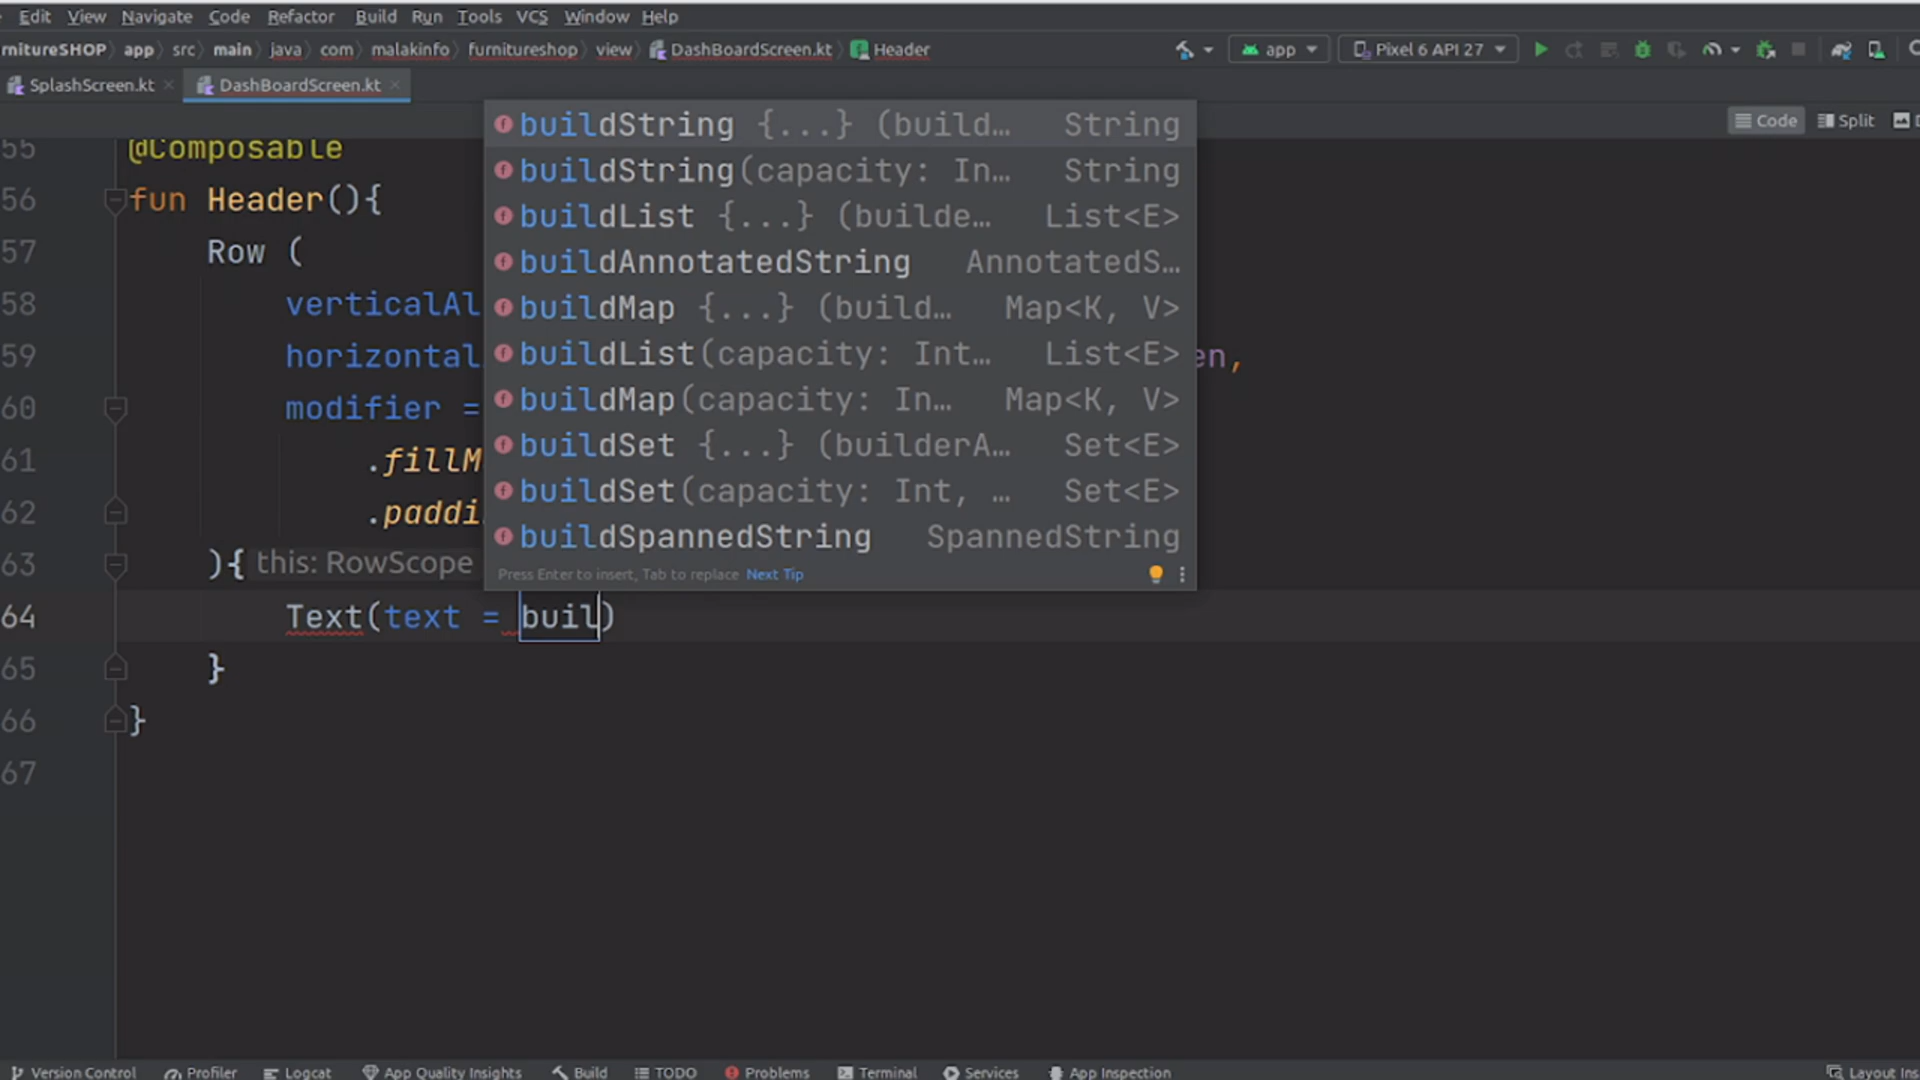 Edit View Navigate Code Refactor Build Run Tools VCS Window Help
rnitureSHOP app src main java com malakinfo furnitureshop view DashBoardScreen.kt Header app Pixel 6 API 27
SplashScreen.kt DashBoardScreen.kt
Code Split
buildString {...} (build… String
buildString(capacity: In… String
buildList {...} (builde… List<E>
buildAnnotatedString AnnotatedS…
buildMap {...} (build… Map<K, V>
buildList(capacity: Int… List<E>
buildMap(capacity: In… Map<K, V>
buildSet {...} (builderA… Set<E>
buildSet(capacity: Int, … Set<E>
buildSpannedString SpannedString
Press Enter to insert, Tab to replace Next Tip
55 @Composable
56 fun Header(){
57 Row (
58 verticalAl
59 horizontal en,
60 modifier =
61 .fillM
62 .paddi
63 ){ this: RowScope
64 Text(text = buil)
65 }
66 }
67
Version Control Profiler Logcat App Quality Insights Build TODO Problems Terminal Services App Inspection Layout Ins